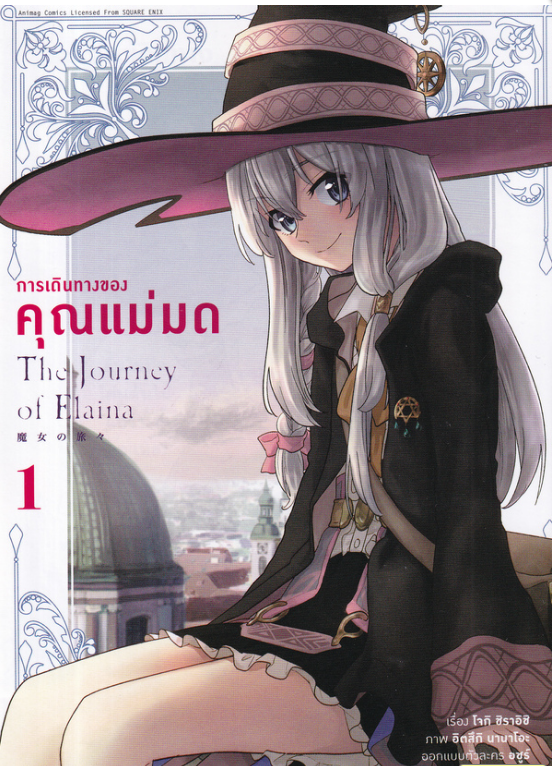 Animag Comics Licensed From SQUARE ENIX
การเดินทางของ
คุณแม่มด
The Journey
of Elaina
魔女の旅々
1
เรื่อง โจกิ ชิราอิชิ
ภาพ อิตสึกิ นานาโอะ
ออกแบบตัวละคร อซูร์